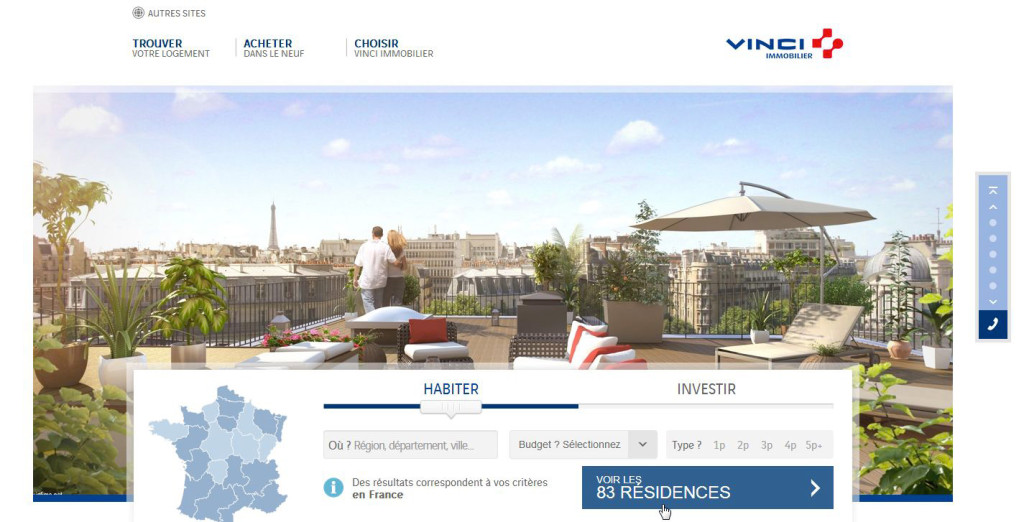 AUTRES SITES
TROUVER
VOTRE LOGEMENT
ACHETER
DANS LE NEUF
CHOISIR
VINCI IMMOBILIER
VINCI
IMMOBILIER
HABITER
INVESTIR
Où ? Région, département, ville...
Budget ? Sélectionnez
Type ? 1p 2p 3p 4p 5p+
Des résultats correspondent à vos critères
en France
VOIR LES
83 RÉSIDENCES